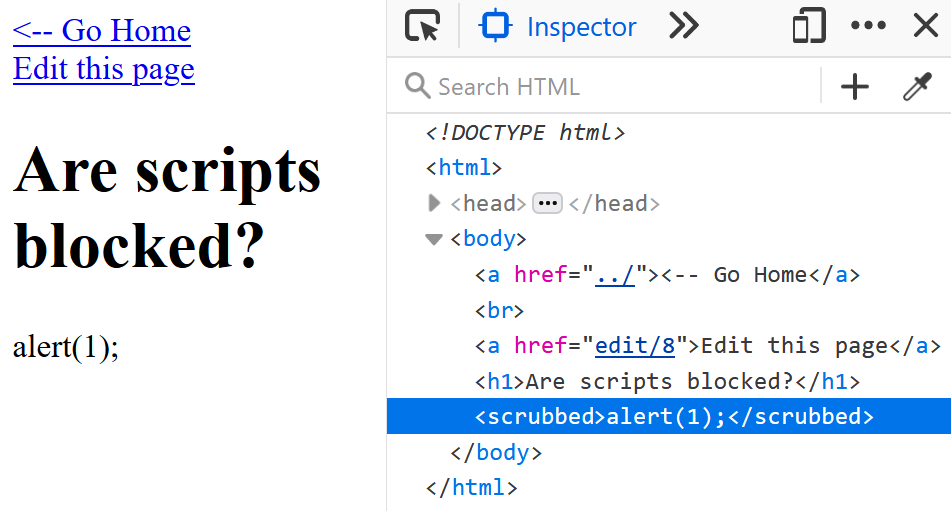 <-- Go Home
Edit this page
Are scripts
blocked?
alert(1);
Inspector
Search HTML
<!DOCTYPE html>
<html>
<head>•••</head>
<body>
<a href="../"><-- Go Home</a>
<br>
<a href="edit/8">Edit this page</a>
<h1>Are scripts blocked?</h1>
<scrubbed>alert(1);</scrubbed>
</body>
</html>